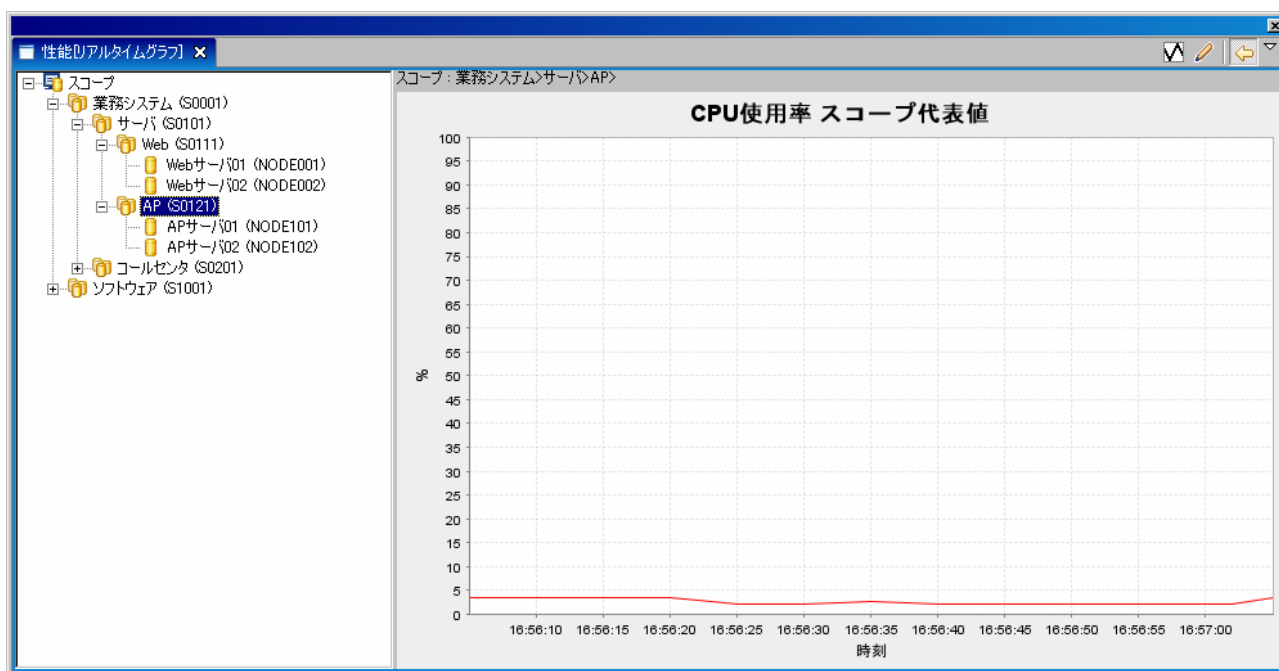 性能[リアルタイムグラフ]
スコープ
業務システム (S0001)
サーバ (S0101)
Web (S0111)
Webサーバ01 (NODE001)
Webサーバ02 (NODE002)
AP (S0121)
APサーバ01 (NODE101)
APサーバ02 (NODE102)
コールセンタ (S0201)
ソフトウェア (S1001)
スコープ : 業務システム>サーバ>AP>
CPU使用率 スコープ代表値
100
95
90
85
80
75
70
65
60
55
50
45
40
35
30
25
20
15
10
5
0
%
16:56:10 16:56:15 16:56:20 16:56:25 16:56:30 16:56:35 16:56:40 16:56:45 16:56:50 16:56:55 16:57:00
時刻